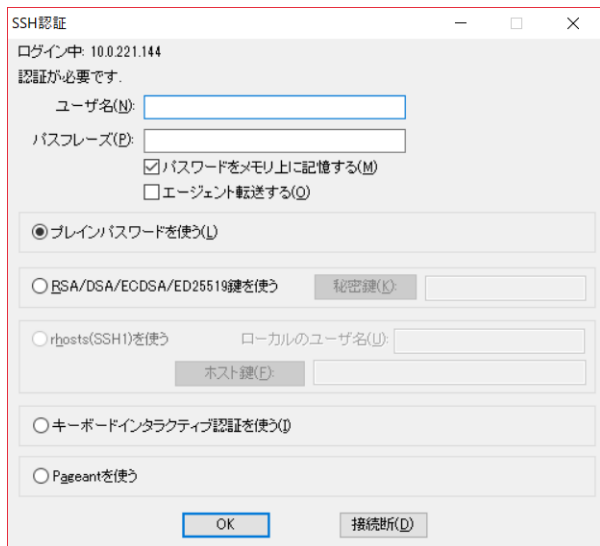 SSH認証
ログイン中: 10.0.221.144
認証が必要です.
ユーザ名(N):
パスフレーズ(P):
パスワードをメモリ上に記憶する(M)
エージェント転送する(O)
プレインパスワードを使う(L)
RSA/DSA/ECDSA/ED25519鍵を使う 秘密鍵(K):
rhosts(SSH1)を使う ローカルのユーザ名(U):
ホスト鍵(F):
キーボードインタラクティブ認証を使う(I)
Pageantを使う
OK 接続断(D)